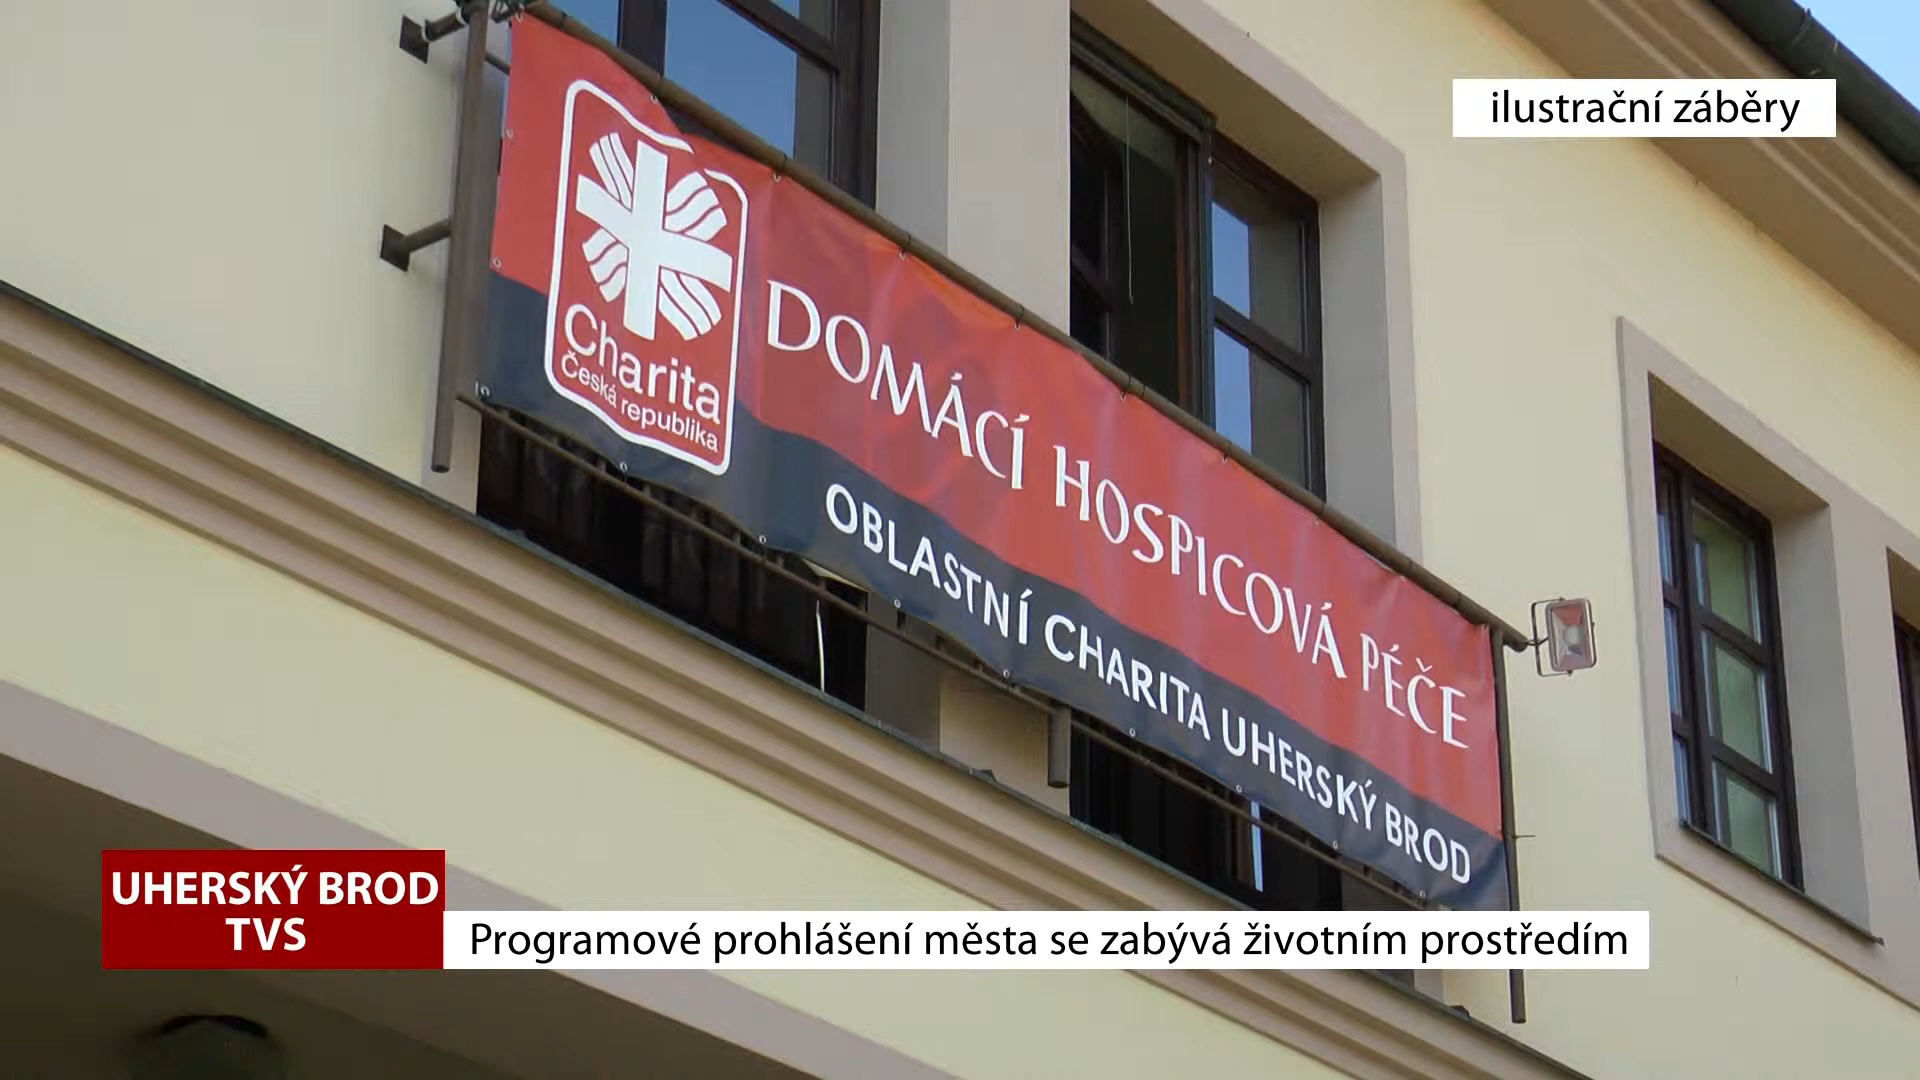 ilustrační záběry
Charita
Česká republika
DOMÁCÍ HOSPICOVÁ PÉČE
OBLASTNÍ CHARITA UHERSKÝ BROD
UHERSKÝ BROD
TVS
Programové prohlášení města se zabývá životním prostředím